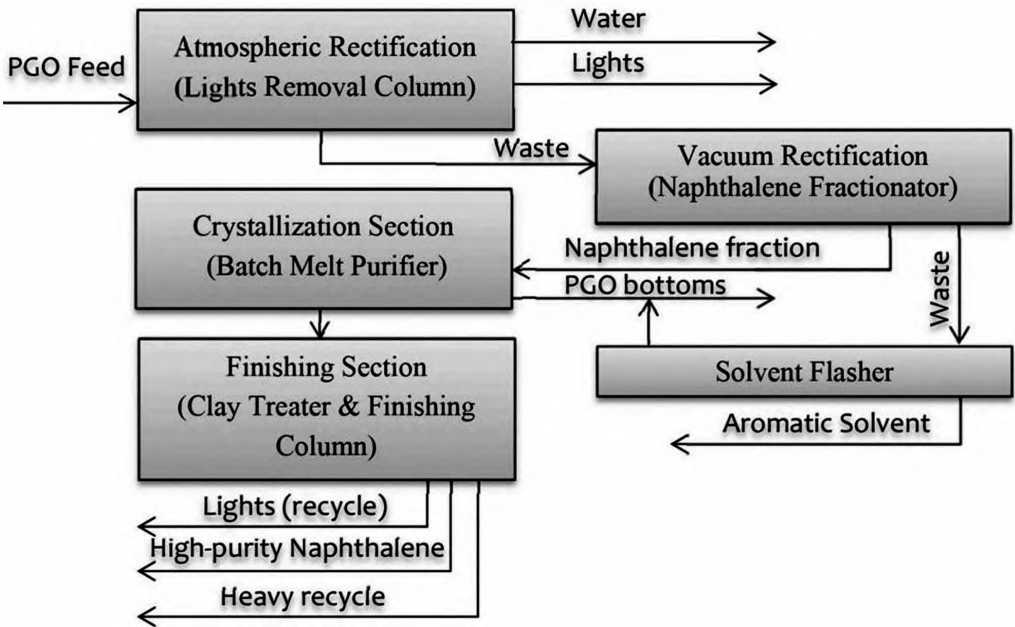 Water
PGO Feed
Atmospheric Rectification
(Lights Removal Column)
Lights
Waste
Vacuum Rectification
(Naphthalene Fractionator)
Crystallization Section
(Batch Melt Purifier)
Naphthalene fraction
PGO bottoms
Waste
Finishing Section
(Clay Treater & Finishing
Column)
Solvent Flasher
Aromatic Solvent
Lights (recycle)
High-purity Naphthalene
Heavy recycle